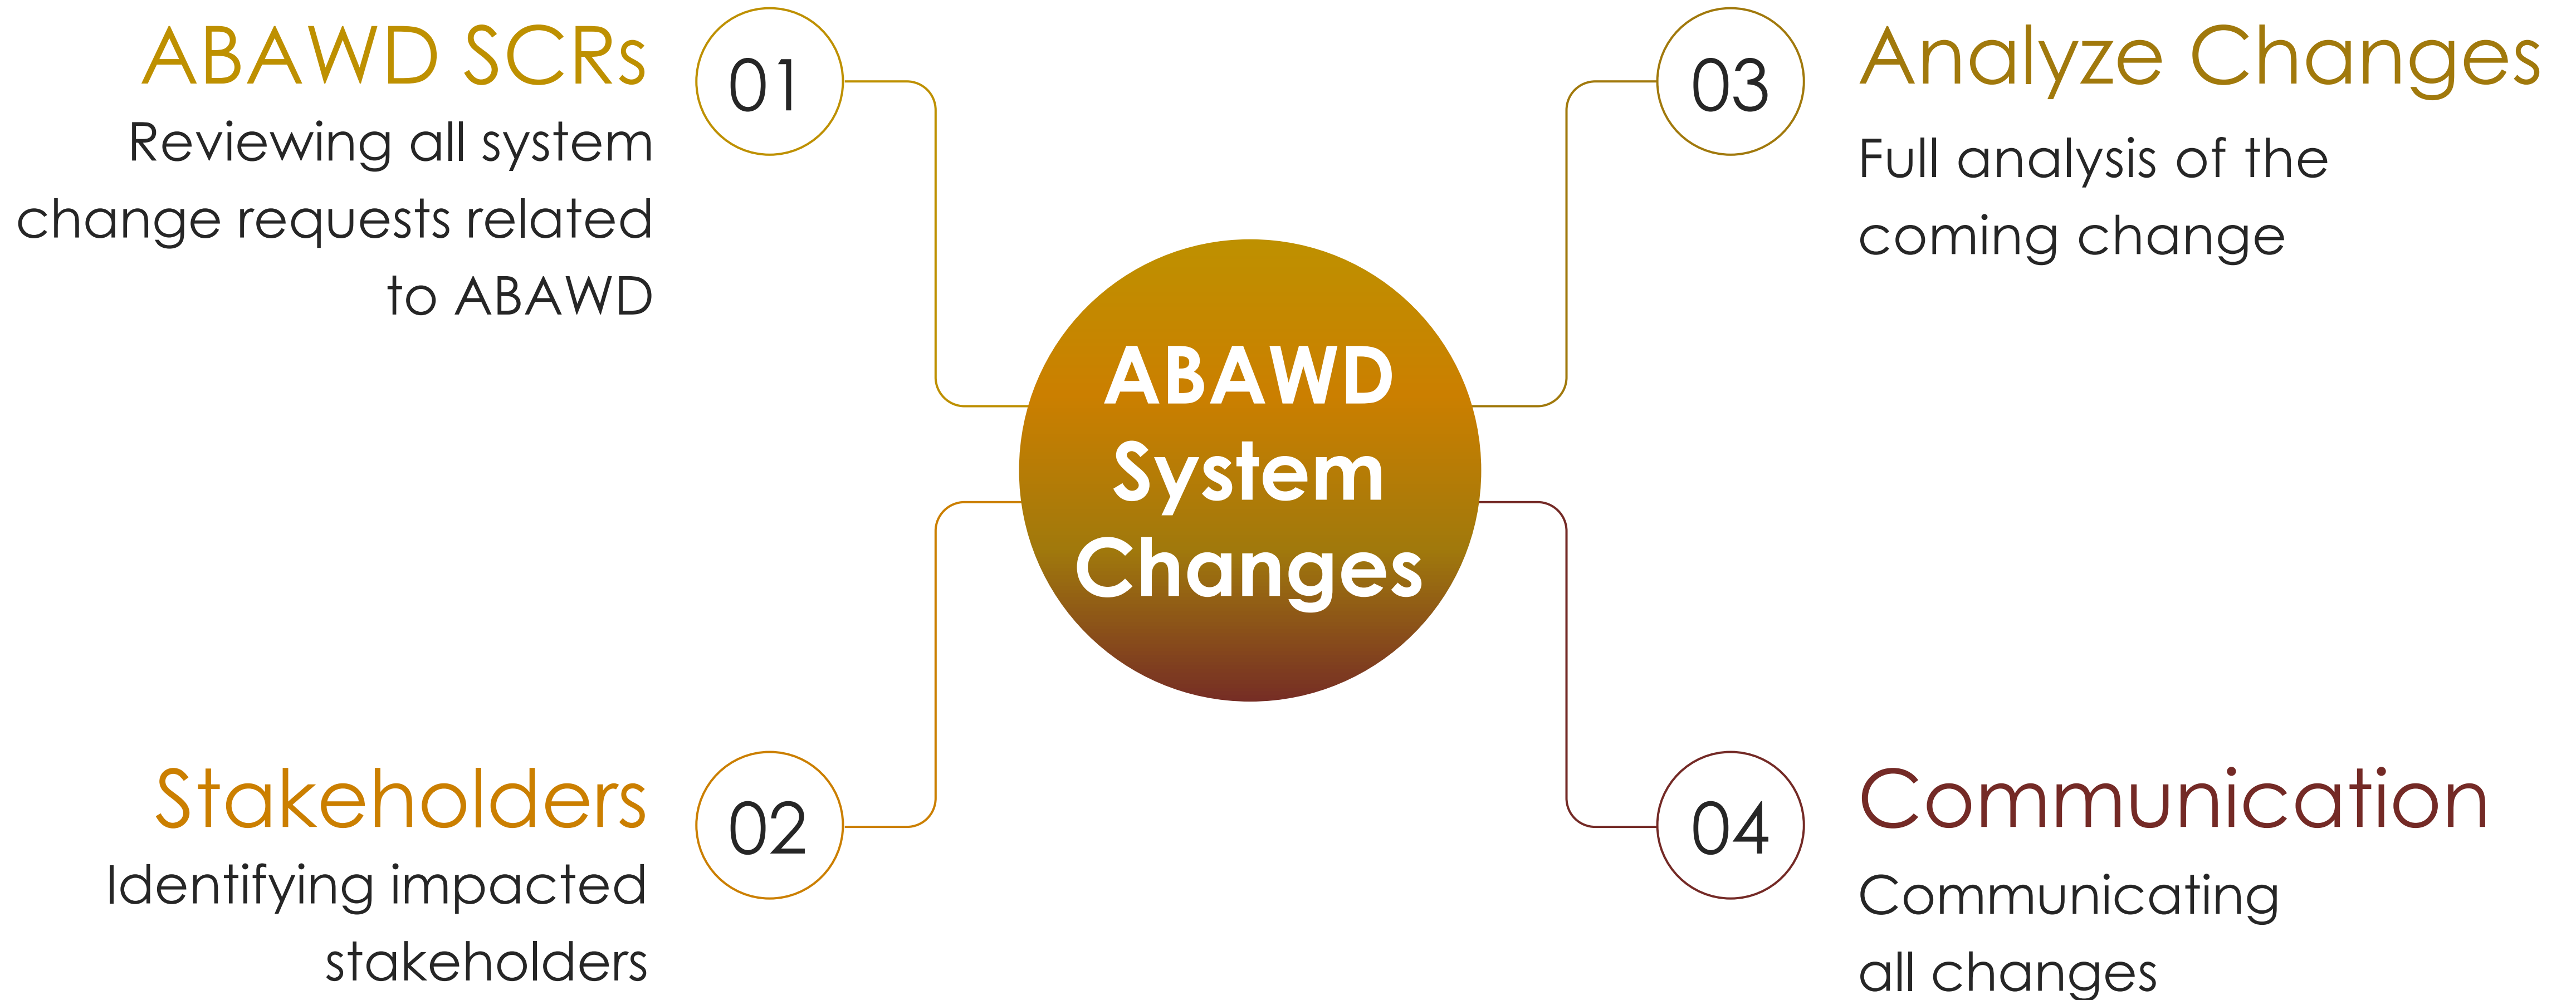 ABAWD SCRs
01
Reviewing all system
change requests related
to ABAWD
Stakeholders
02
Identifying impacted
stakeholders
ABAWD
System
Changes
03
Analyze Changes
Full analysis of the
coming change
04
Communication
Communicating
all changes